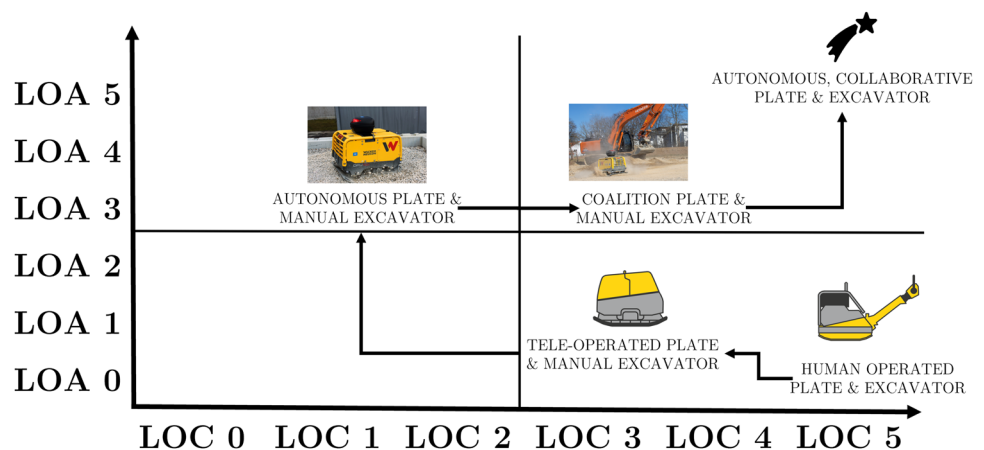 AUTONOMOUS, COLLABORATIVE
PLATE & EXCAVATOR
LOA 5
LOA 4
LOA 3
LOA 2
LOA 1
LOA 0
AUTONOMOUS PLATE &
MANUAL EXCAVATOR
COALITION PLATE &
MANUAL EXCAVATOR
TELE-OPERATED PLATE
& MANUAL EXCAVATOR
HUMAN OPERATED
PLATE & EXCAVATOR
LOC 0
LOC 1
LOC 2
LOC 3
LOC 4
LOC 5